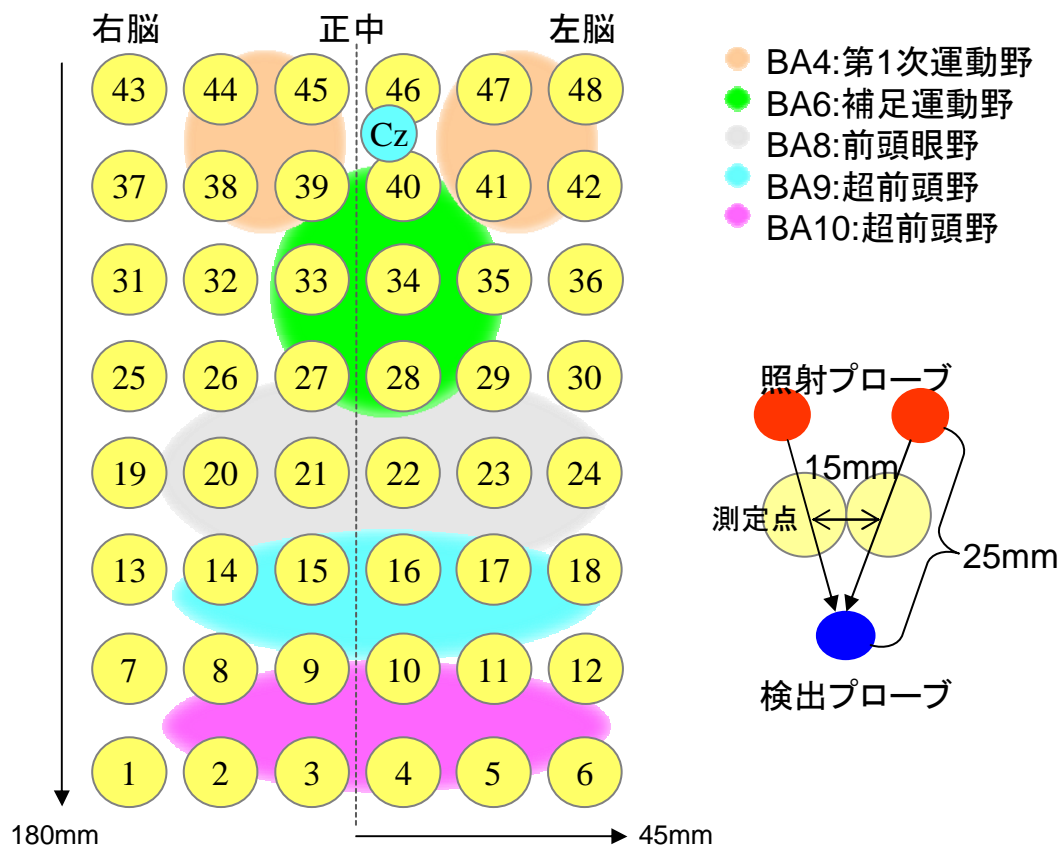 右脳 正中 左脳
43 44 45 46 47 48
Cz
37 38 39 40 41 42
31 32 33 34 35 36
25 26 27 28 29 30
19 20 21 22 23 24
13 14 15 16 17 18
7 8 9 10 11 12
1 2 3 4 5 6
180mm
45mm
BA4:第1次運動野
BA6:補足運動野
BA8:前頭眼野
BA9:超前頭野
BA10:超前頭野
照射プローブ
15mm
測定点
25mm
検出プローブ